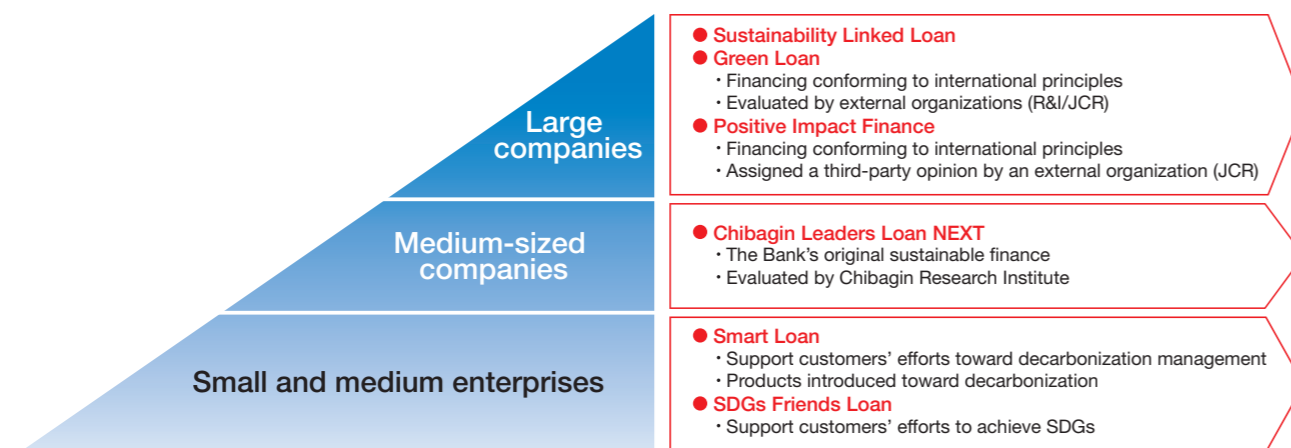 Large
companies
● Sustainability Linked Loan
● Green Loan
・Financing conforming to international principles
・Evaluated by external organizations (R&I/JCR)
● Positive Impact Finance
・Financing conforming to international principles
・Assigned a third-party opinion by an external organization (JCR)
Medium-sized
companies
● Chibagin Leaders Loan NEXT
・The Bank's original sustainable finance
・Evaluated by Chibagin Research Institute
Small and medium enterprises
● Smart Loan
・Support customers' efforts toward decarbonization management
・Products introduced toward decarbonization
● SDGs Friends Loan
・Support customers' efforts to achieve SDGs